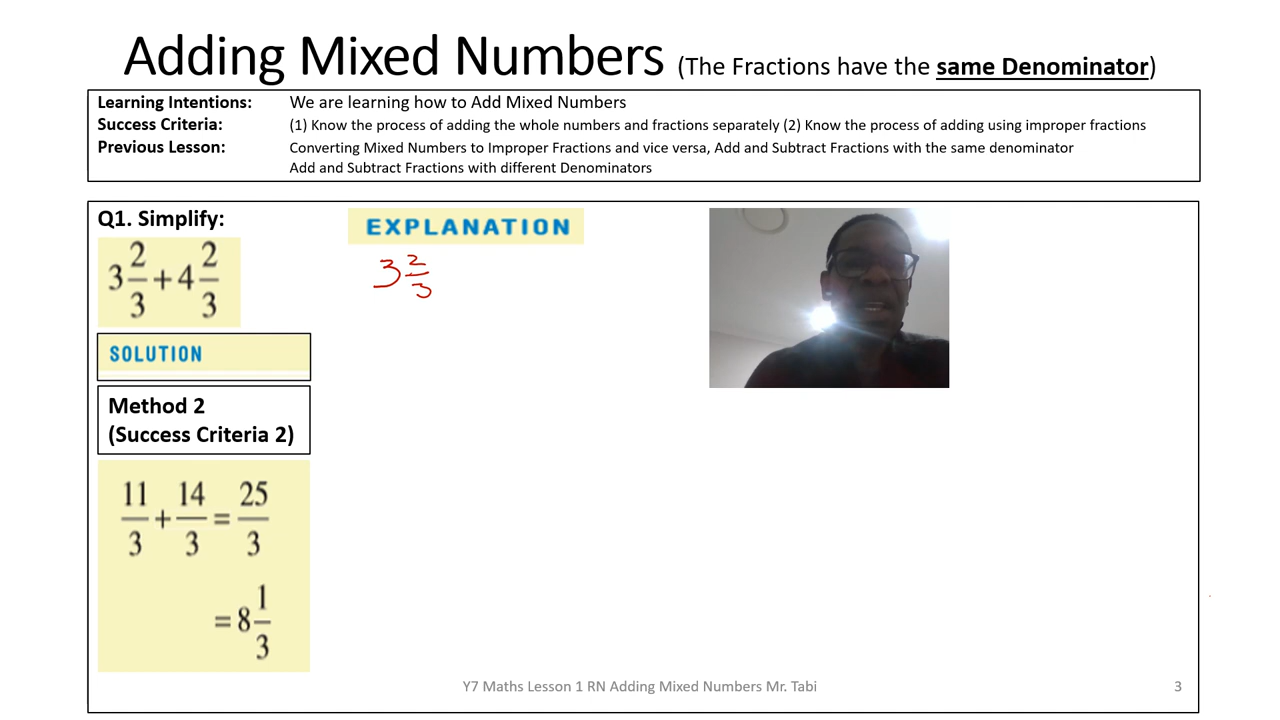 Adding Mixed Numbers (The Fractions have the same Denominator)
Learning Intentions: We are learning how to Add Mixed Numbers
Success Criteria: (1) Know the process of adding the whole numbers and fractions separately (2) Know the process of adding using improper fractions
Previous Lesson: Converting Mixed Numbers to Improper Fractions and vice versa, Add and Subtract Fractions with the same denominator
Add and Subtract Fractions with different Denominators
Q1. Simplify:
3 2/3 + 4 2/3
EXPLANATION
3 2/3
SOLUTION
Method 2
(Success Criteria 2)
11/3 + 14/3 = 25/3
= 8 1/3
Y7 Maths Lesson 1 RN Adding Mixed Numbers Mr. Tabi
3